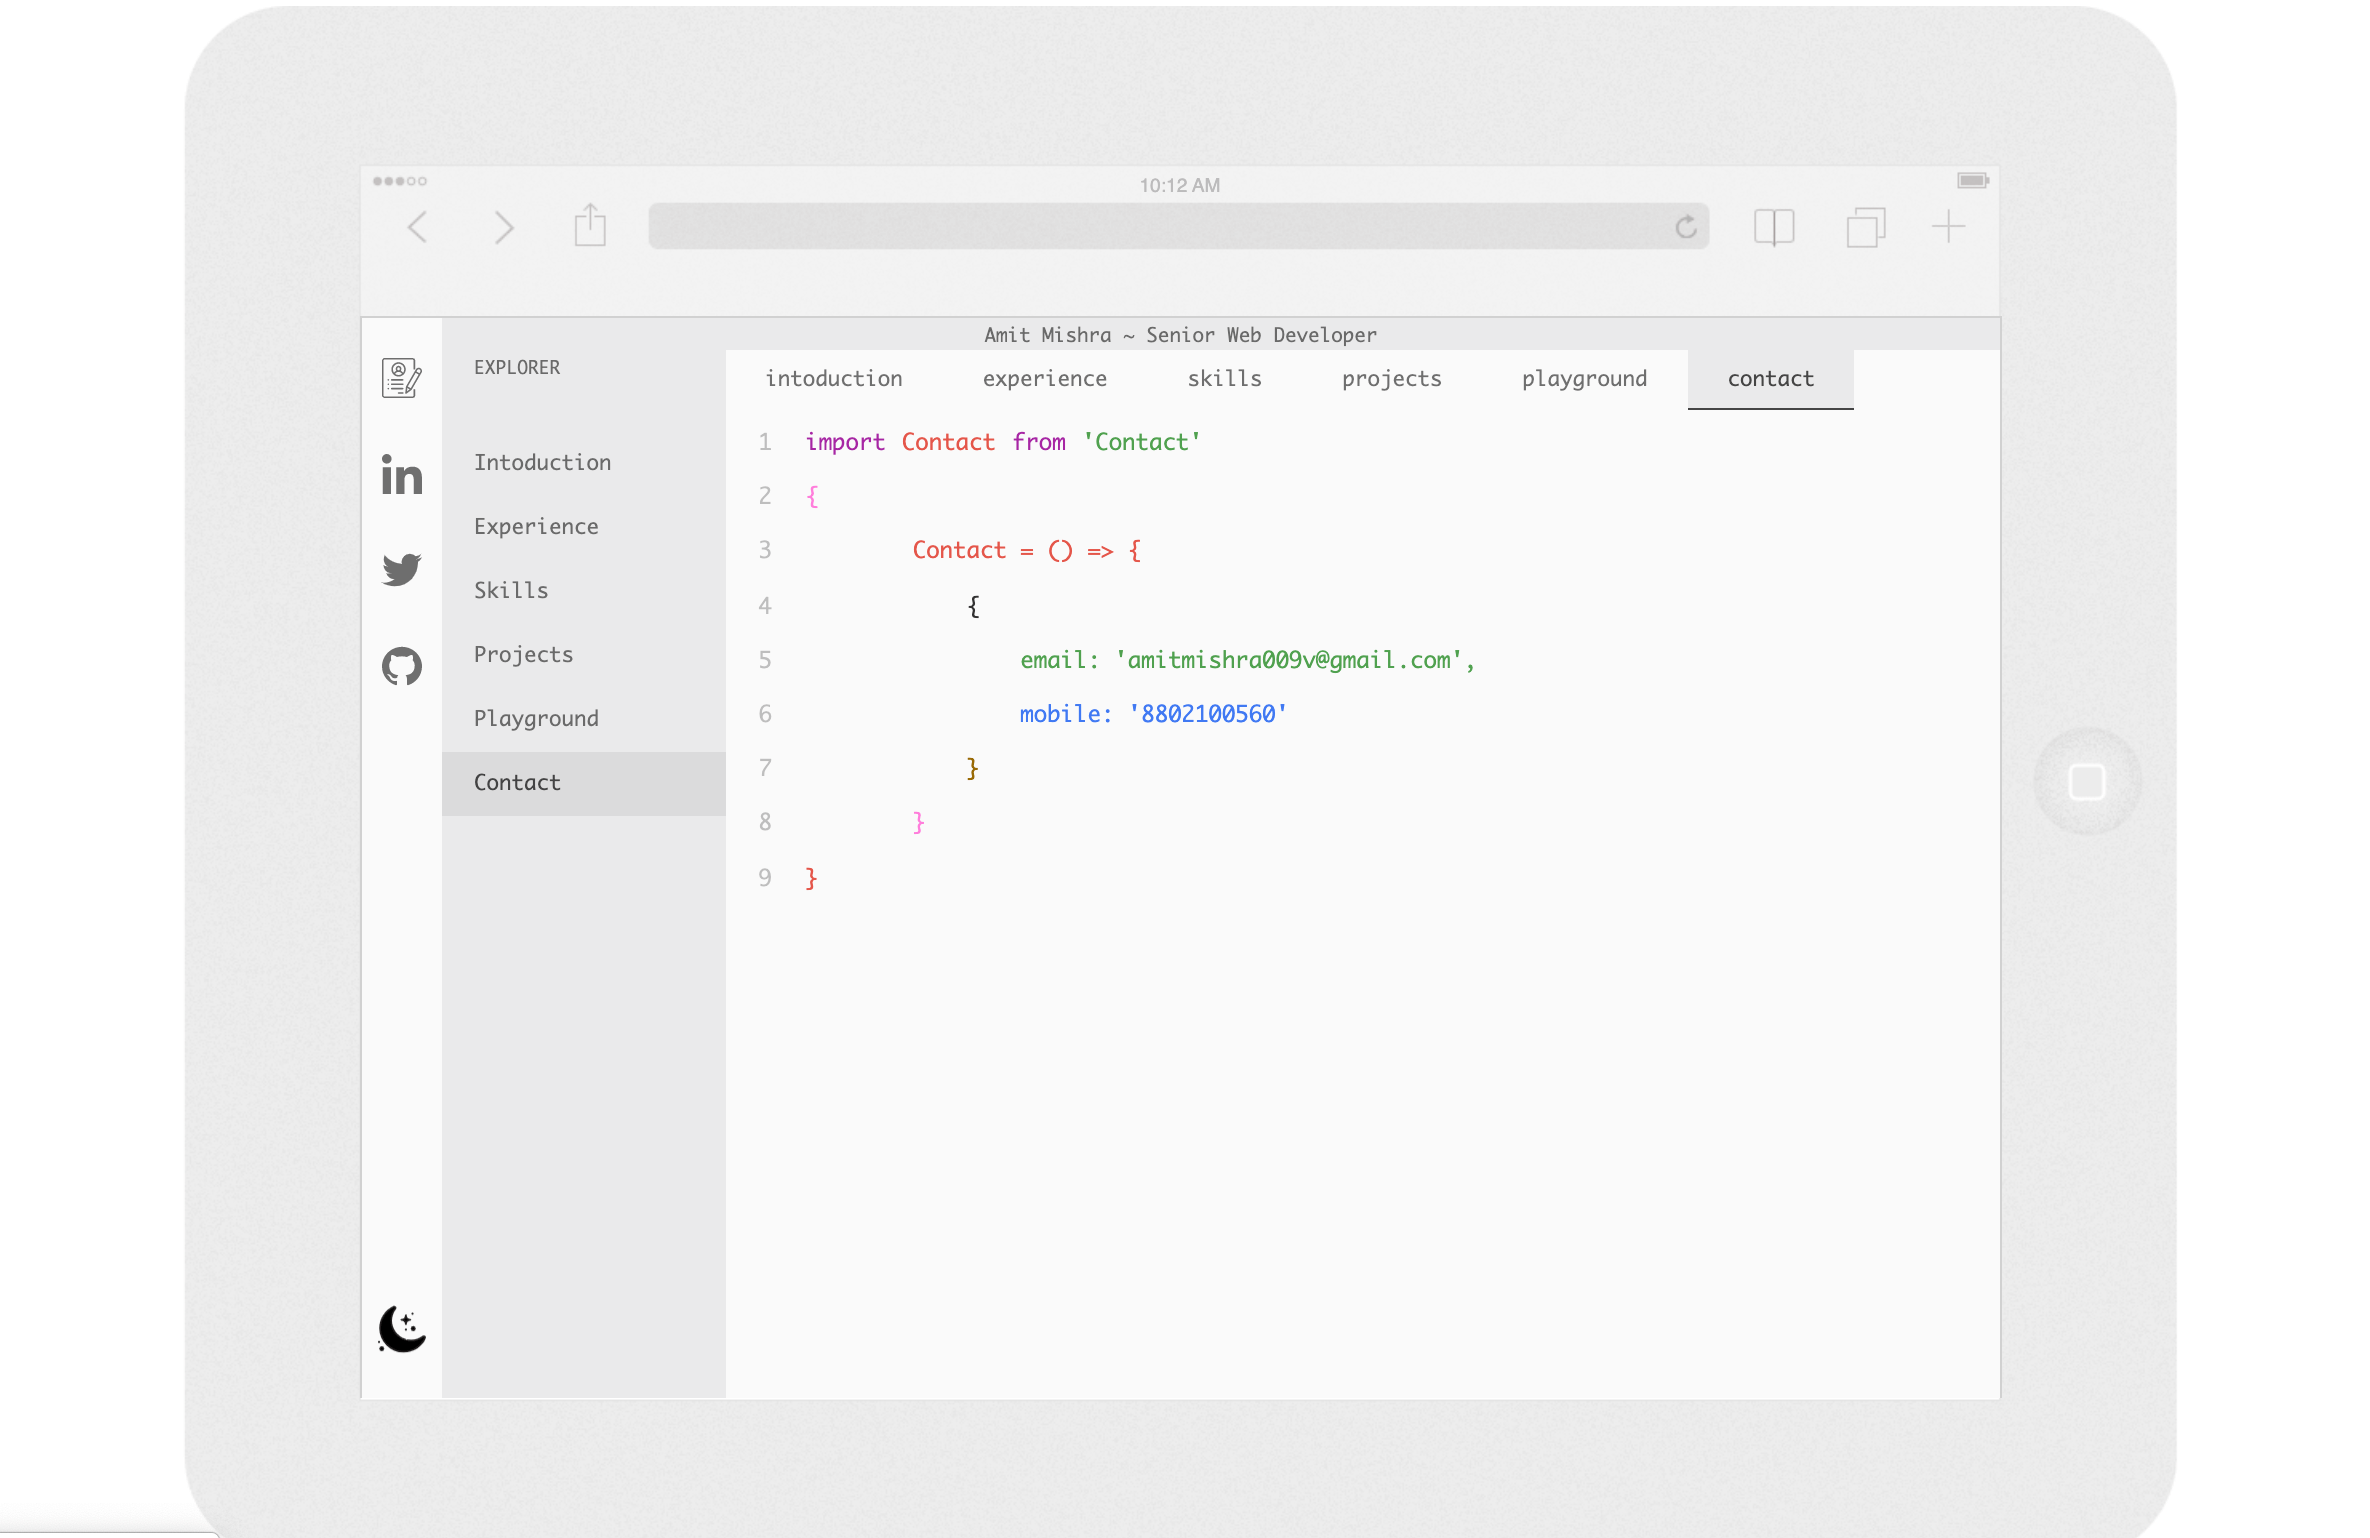 10:12 AM
Amit Mishra ~ Senior Web Developer
EXPLORER
Intoduction
Experience
Skills
Projects
Playground
Contact
intoduction experience skills projects playground contact
1 import Contact from 'Contact'
2 {
3 Contact = () => {
4 {
5 email: 'amitmishra009v@gmail.com',
6 mobile: '8802100560'
7 }
8 }
9 }
in